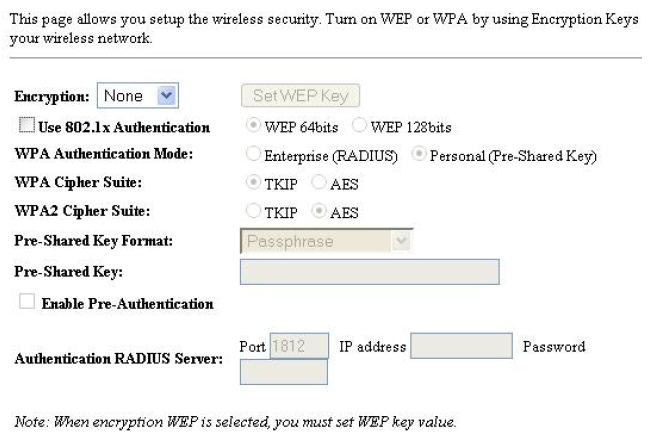 This page allows you setup the wireless security. Turn on WEP or WPA by using Encryption Keys
your wireless network.
Encryption: None Set WEP Key
Use 802.1x Authentication WEP 64bits WEP 128bits
WPA Authentication Mode: Enterprise (RADIUS) Personal (Pre-Shared Key)
WPA Cipher Suite: TKIP AES
WPA2 Cipher Suite: TKIP AES
Pre-Shared Key Format: Passphrase
Pre-Shared Key:
Enable Pre-Authentication
Authentication RADIUS Server: Port 1812 IP address Password
Note: When encryption WEP is selected, you must set WEP key value.